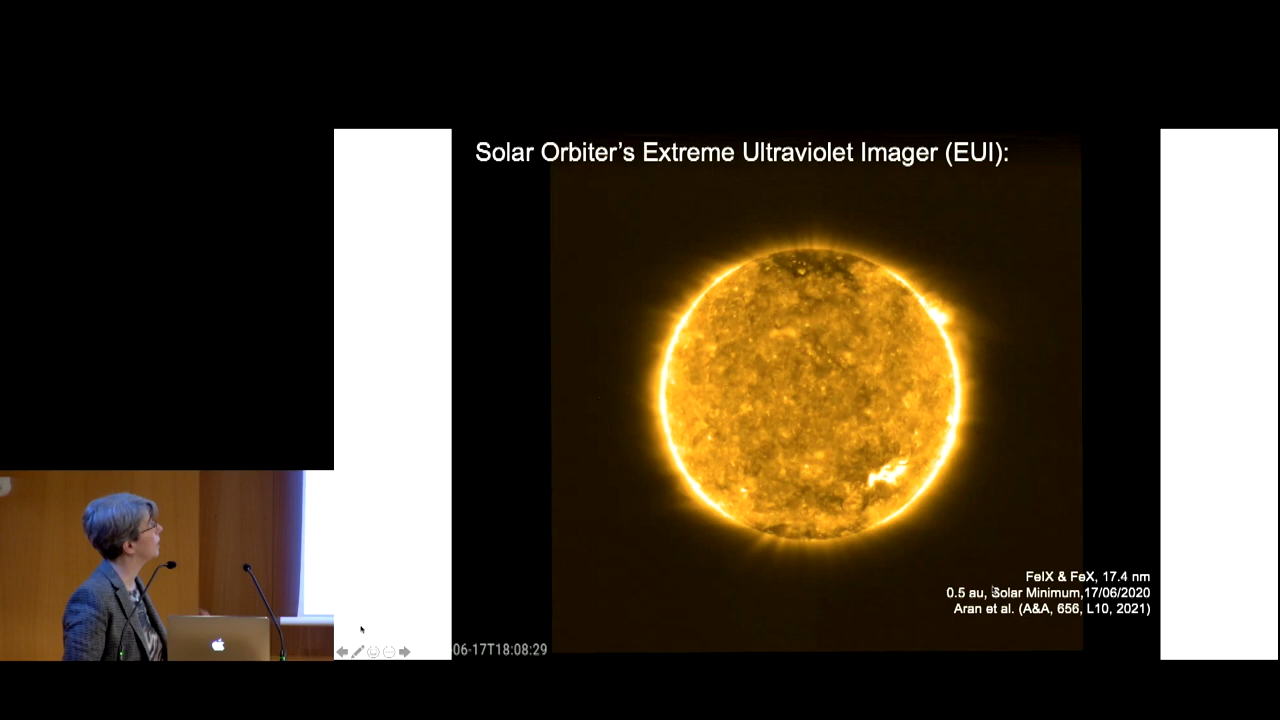 Solar Orbiter’s Extreme Ultraviolet Imager (EUI):
FeIX & FeX, 17.4 nm
0.5 au, Solar Minimum,17/06/2020
Aran et al. (A&A, 656, L10, 2021)
06-17T18:08:29